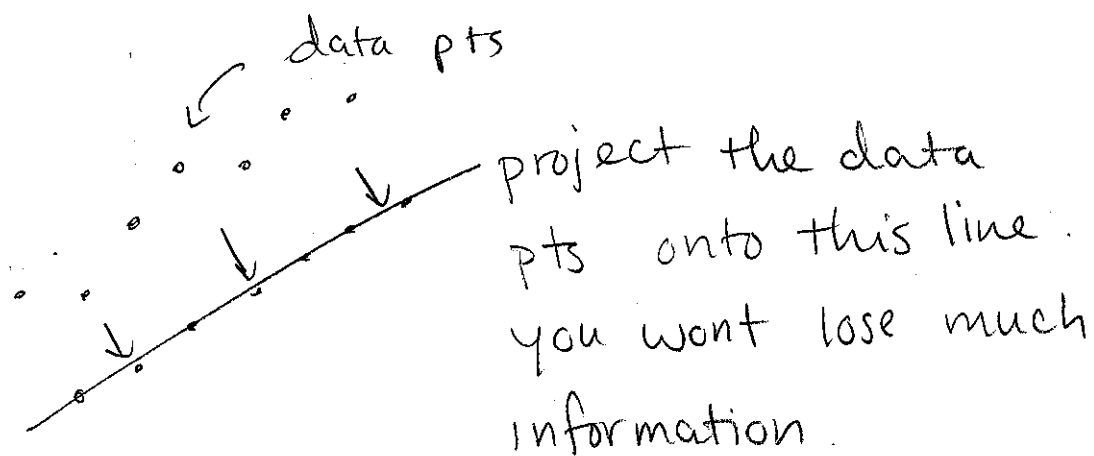 data pts
project the data
pts onto this line.
you wont lose much
information.